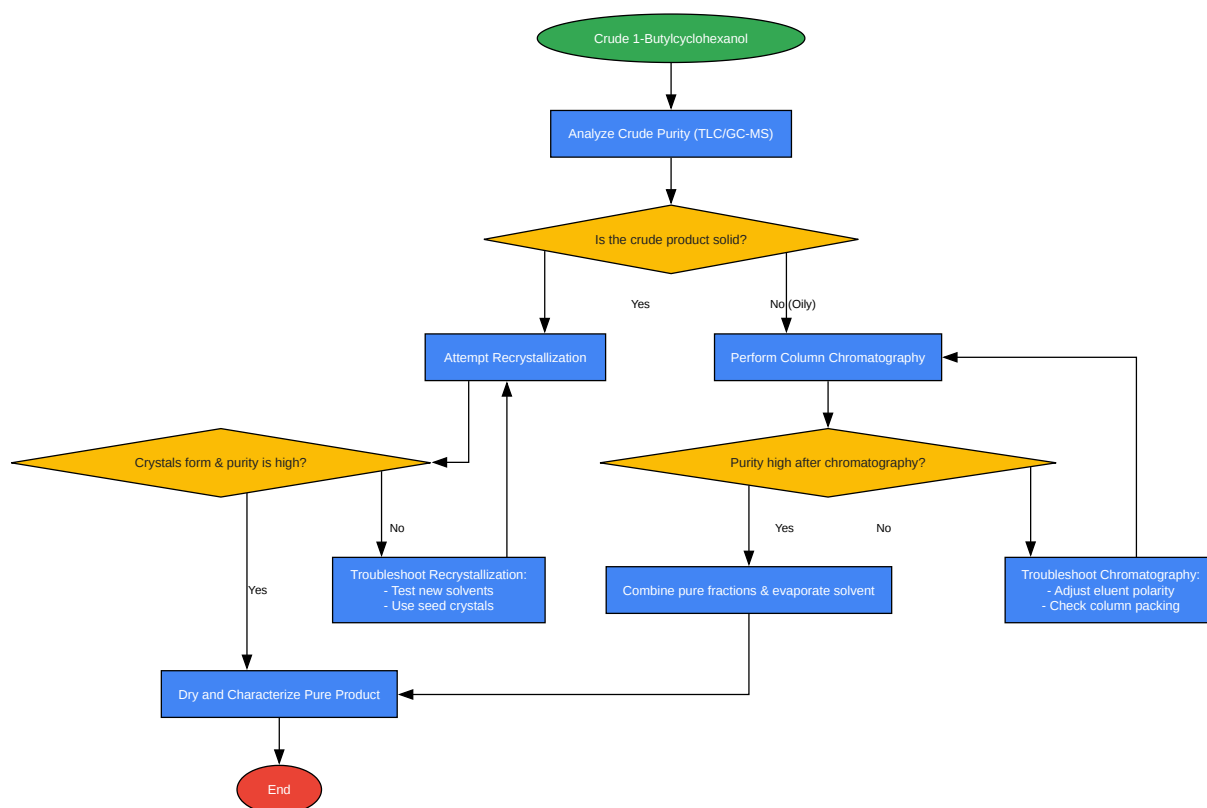 Crude 1-Butylcyclohexanol
Analyze Crude Purity (TLC/GC-MS)
Is the crude product solid?
Yes
No (Oily)
Attempt Recrystallization
Perform Column Chromatography
Crystals form & purity is high?
Purity high after chromatography?
No
Yes
No
Troubleshoot Recrystallization:
- Test new solvents
- Use seed crystals
Yes
Combine pure fractions & evaporate solvent
Troubleshoot Chromatography:
- Adjust eluent polarity
- Check column packing
Dry and Characterize Pure Product
End